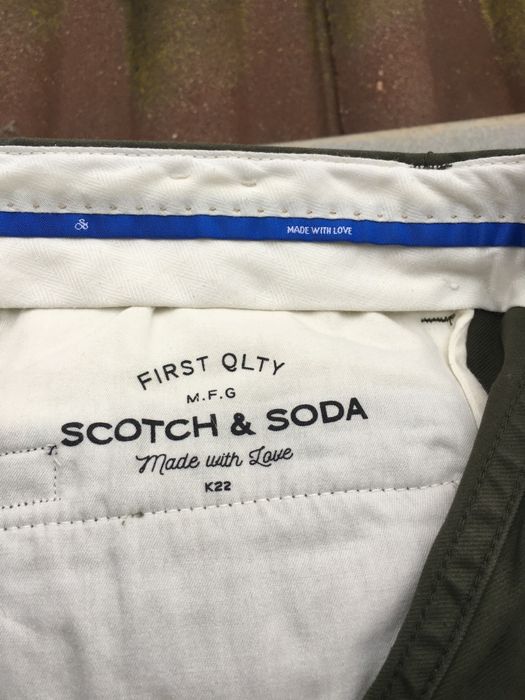 MADE WITH LOVE
FIRST QLTY
M.F.G
SCOTCH & SODA
Made with Love
K22